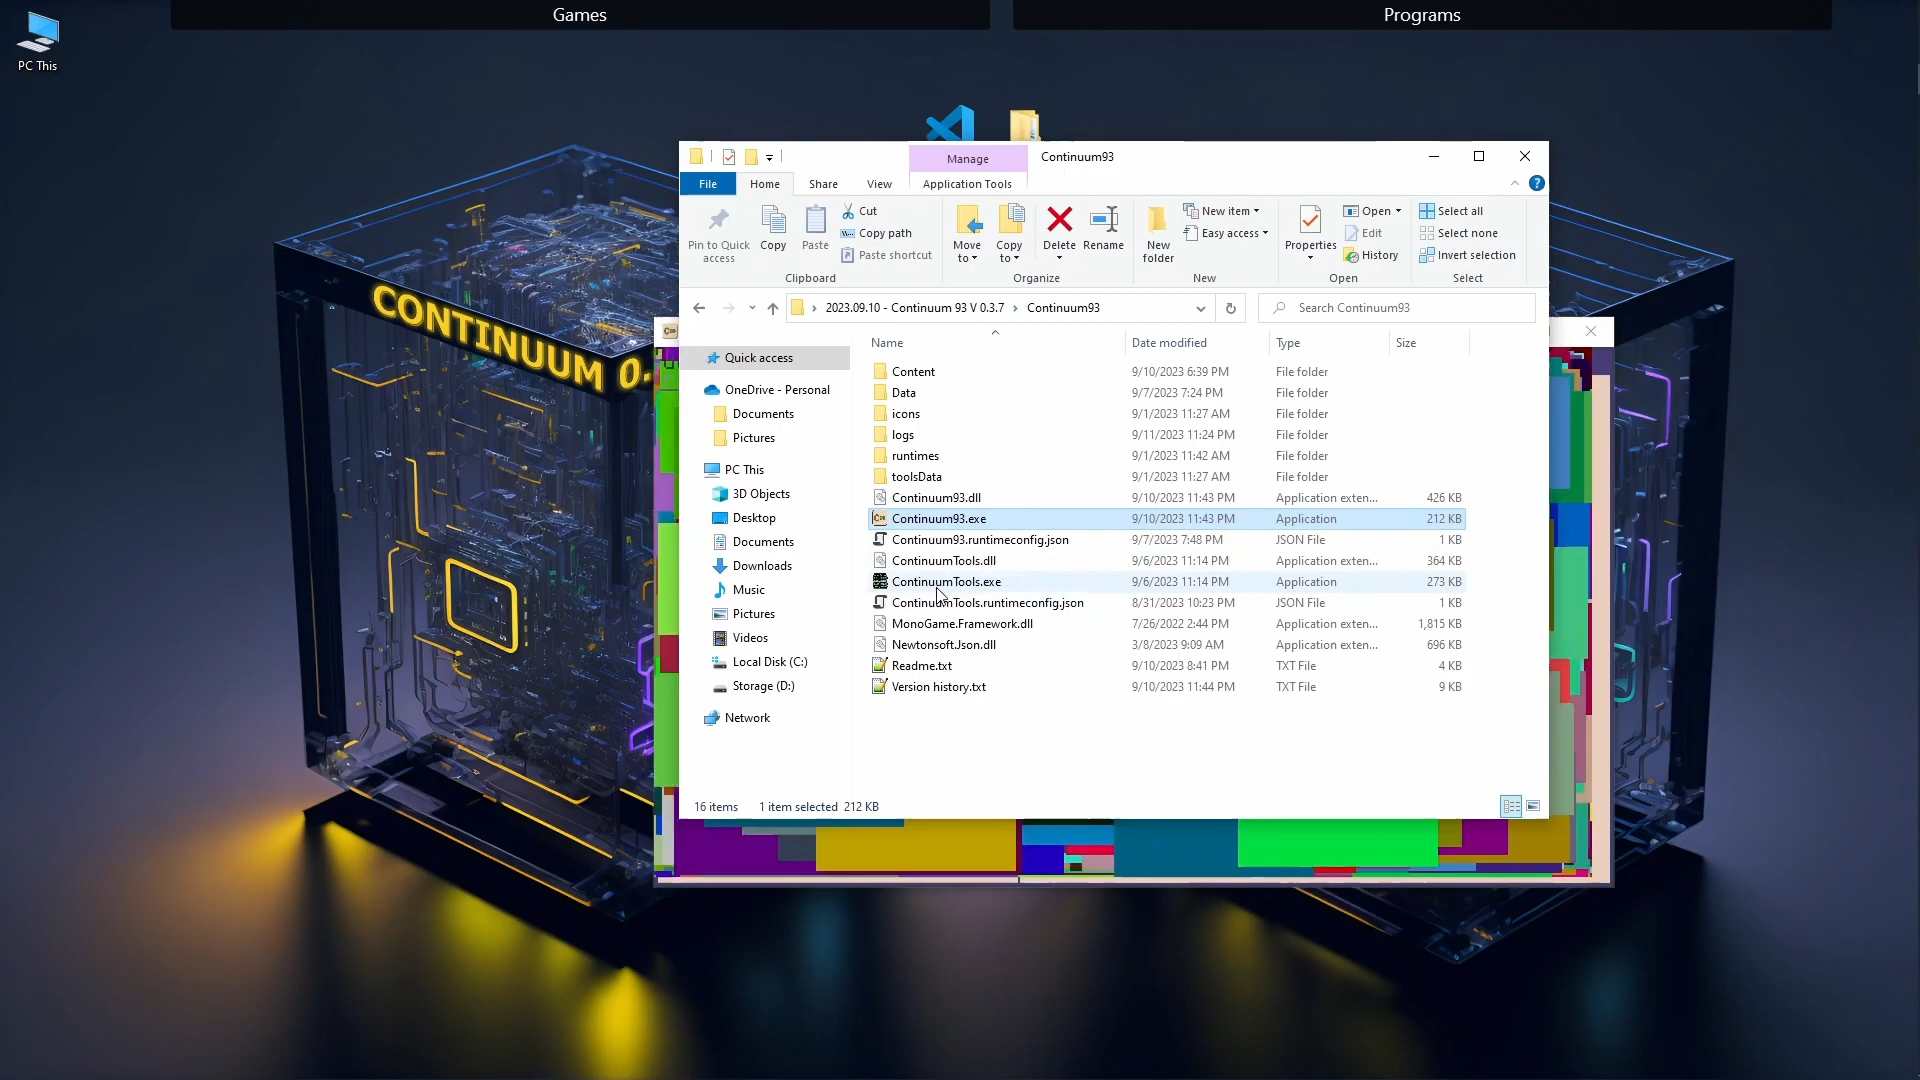 Games
Programs
PC This
CONTINUUM 0
Manage
Continuum93
File
Home
Share
View
Application Tools
Pin to Quick
access
Copy
Paste
Cut
Copy path
Paste shortcut
Clipboard
Move
to
Copy
to
Delete
Rename
Organize
New
folder
New item
Easy access
New
Properties
Open
Edit
History
Open
Select all
Select none
Invert selection
Select
2023.09.10 - Continuum 93 V 0.3.7 › Continuum93
Search Continuum93
Quick access
OneDrive - Personal
Documents
Pictures
PC This
3D Objects
Desktop
Documents
Downloads
Music
Pictures
Videos
Local Disk (C:)
Storage (D:)
Network
Name Date modified Type Size
Content 9/10/2023 6:39 PM File folder
Data 9/7/2023 7:24 PM File folder
icons 9/1/2023 11:27 AM File folder
logs 9/11/2023 11:24 PM File folder
runtimes 9/1/2023 11:42 AM File folder
toolsData 9/1/2023 11:27 AM File folder
Continuum93.dll 9/10/2023 11:43 PM Application exten... 426 KB
Continuum93.exe 9/10/2023 11:43 PM Application 212 KB
Continuum93.runtimeconfig.json 9/7/2023 7:48 PM JSON File 1 KB
ContinuumTools.dll 9/6/2023 11:14 PM Application exten... 364 KB
ContinuumTools.exe 9/6/2023 11:14 PM Application 273 KB
ContinuumTools.runtimeconfig.json 8/31/2023 10:23 PM JSON File 1 KB
MonoGame.Framework.dll 7/26/2022 2:44 PM Application exten... 1,815 KB
Newtonsoft.Json.dll 3/8/2023 9:09 AM Application exten... 696 KB
Readme.txt 9/10/2023 8:41 PM TXT File 4 KB
Version history.txt 9/10/2023 11:44 PM TXT File 9 KB
16 items 1 item selected 212 KB